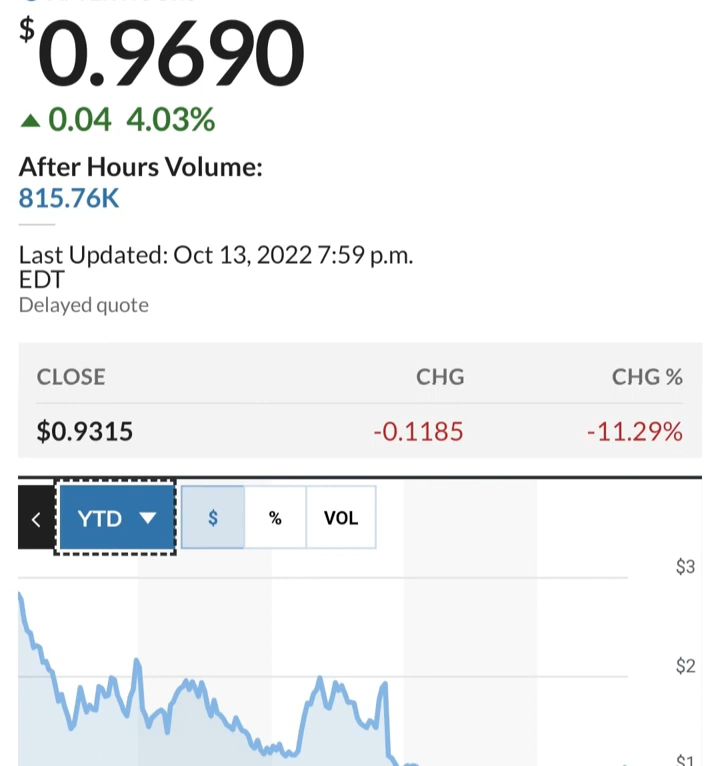 $0.9690
▲ 0.04 4.03%
After Hours Volume:
815.76K
Last Updated: Oct 13, 2022 7:59 p.m.
EDT
Delayed quote
CLOSE CHG CHG %
$0.9315 -0.1185 -11.29%
YTD $ % VOL
$3
$2
$1